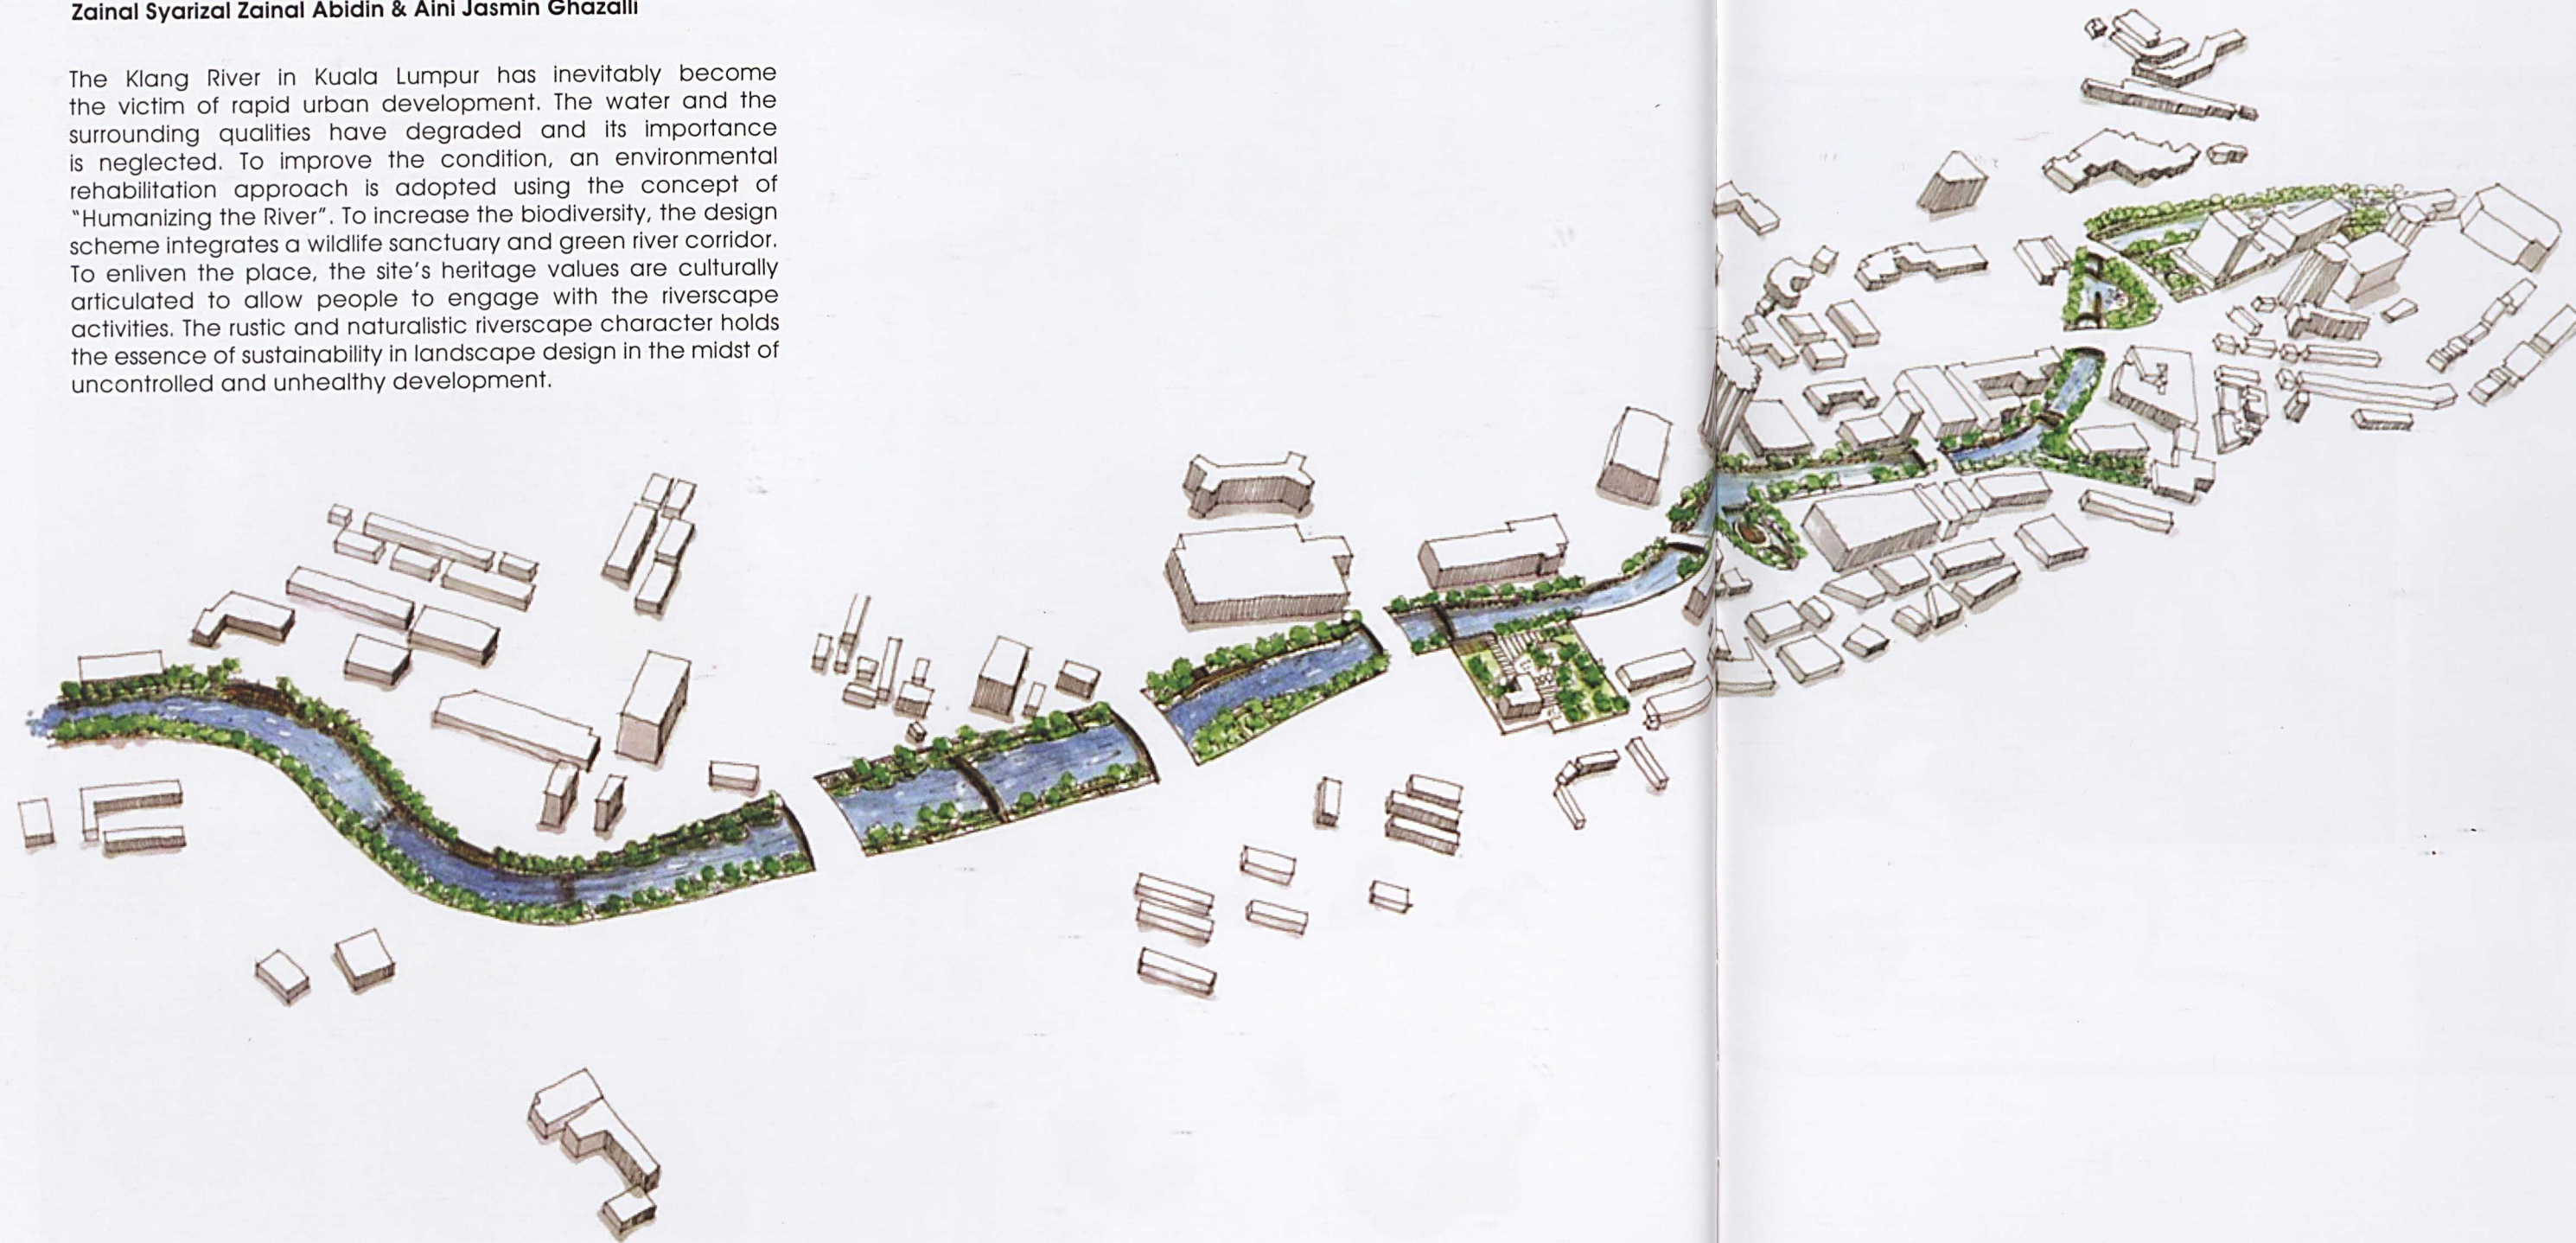 Zainal Syarizal Zainal Abidin & Aini Jasmin Ghazalli
The Klang River in Kuala Lumpur has inevitably become
the victim of rapid urban development. The water and the
surrounding qualities have degraded and its importance
is neglected. To improve the condition, an environmental
rehabilitation approach is adopted using the concept of
"Humanizing the River". To increase the biodiversity, the design
scheme integrates a wildlife sanctuary and green river corridor.
To enliven the place, the site's heritage values are culturally
articulated to allow people to engage with the riverscape
activities. The rustic and naturalistic riverscape character holds
the essence of sustainability in landscape design in the midst of
uncontrolled and unhealthy development.